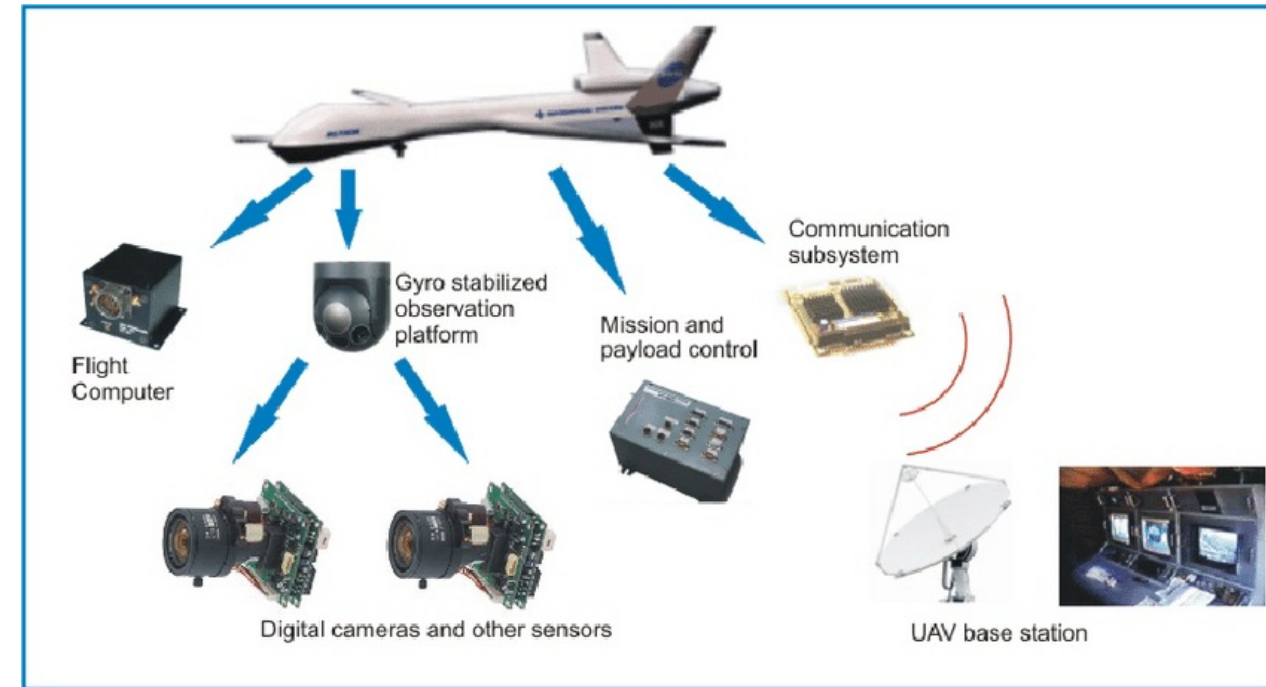 Communication
subsystem
Gyro stabilized
observation
platform
Mission and
payload control
Flight
Computer
Digital cameras and other sensors
UAV base station